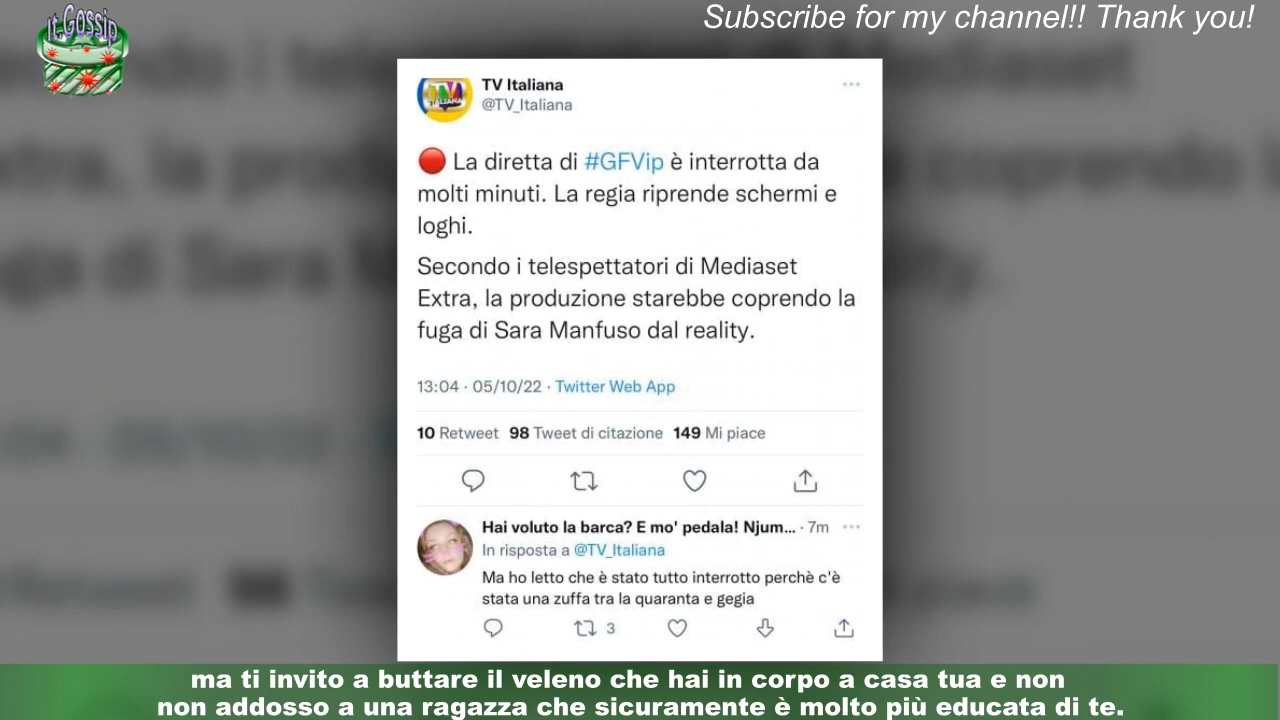 It.Gossip
Subscribe for my channel!! Thank you!
TV Italiana
@TV_Italiana
🔴 La diretta di #GFVip è interrotta da
molti minuti. La regia riprende schermi e
loghi.
Secondo i telespettatori di Mediaset
Extra, la produzione starebbe coprendo la
fuga di Sara Manfuso dal reality.
13:04 · 05/10/22 · Twitter Web App
10 Retweet 98 Tweet di citazione 149 Mi piace
Hai voluto la barca? E mo' pedala! Njum... · 7m
In risposta a @TV_Italiana
Ma ho letto che è stato tutto interrotto perchè c'è
stata una zuffa tra la quaranta e gegia
3
ma ti invito a buttare il veleno che hai in corpo a casa tua e non
non addosso a una ragazza che sicuramente è molto più educata di te.